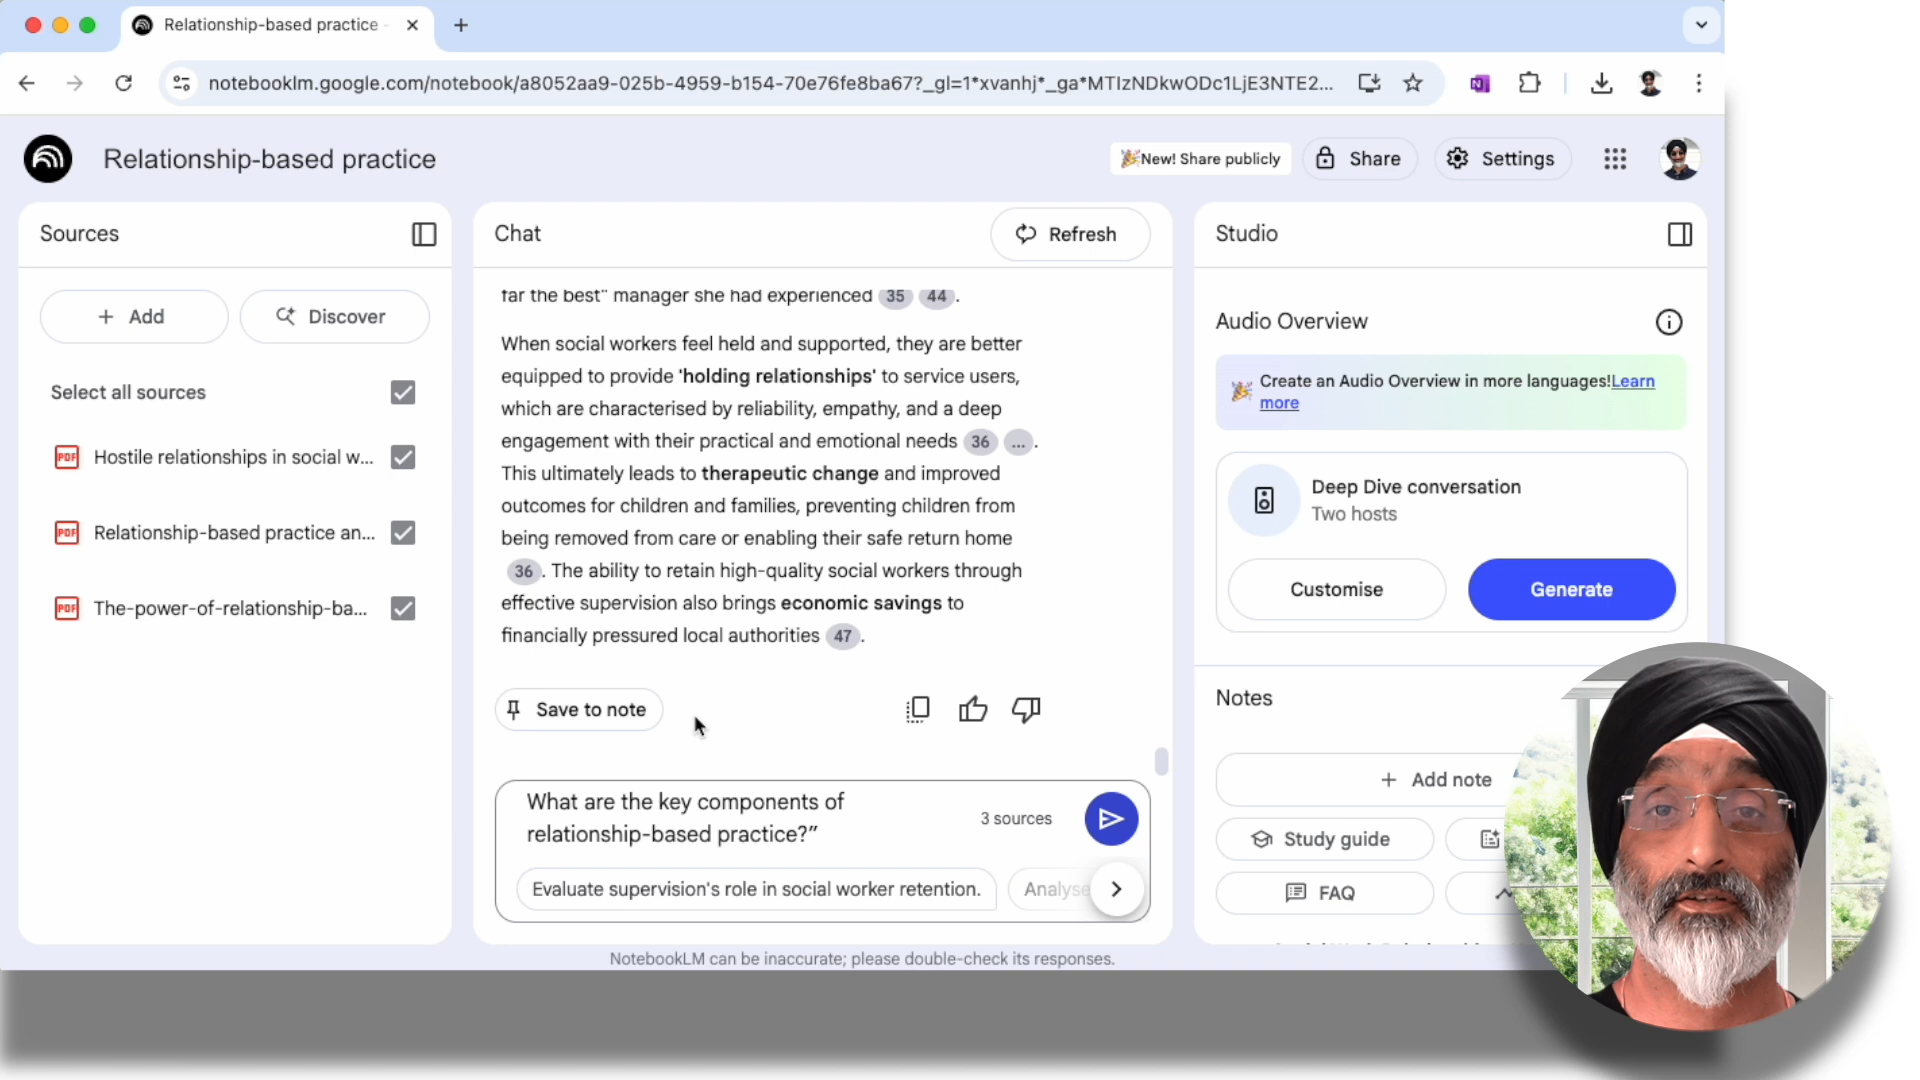 Relationship-based practice -
notebooklm.google.com/notebook/a8052aa9-025b-4959-b154-70e76fe8ba67?_gl=1*xvanhj*_ga*MTIzNDkwODc1LjE3NTE2...
Relationship-based practice
New! Share publicly
Share
Settings
Sources
Add
Discover
Select all sources
PDF Hostile relationships in social w...
PDF Relationship-based practice an...
PDF The-power-of-relationship-ba...
Chat
Refresh
far the best" manager she had experienced 35 44 .
When social workers feel held and supported, they are better
equipped to provide 'holding relationships' to service users,
which are characterised by reliability, empathy, and a deep
engagement with their practical and emotional needs 36 ... .
This ultimately leads to therapeutic change and improved
outcomes for children and families, preventing children from
being removed from care or enabling their safe return home
36 . The ability to retain high-quality social workers through
effective supervision also brings economic savings to
financially pressured local authorities 47 .
Save to note
What are the key components of
relationship-based practice?”
3 sources
Evaluate supervision's role in social worker retention.
Analyse
NotebookLM can be inaccurate; please double-check its responses.
Studio
Audio Overview
Create an Audio Overview in more languages!Learn
more
Deep Dive conversation
Two hosts
Customise
Generate
Notes
Add note
Study guide
FAQ